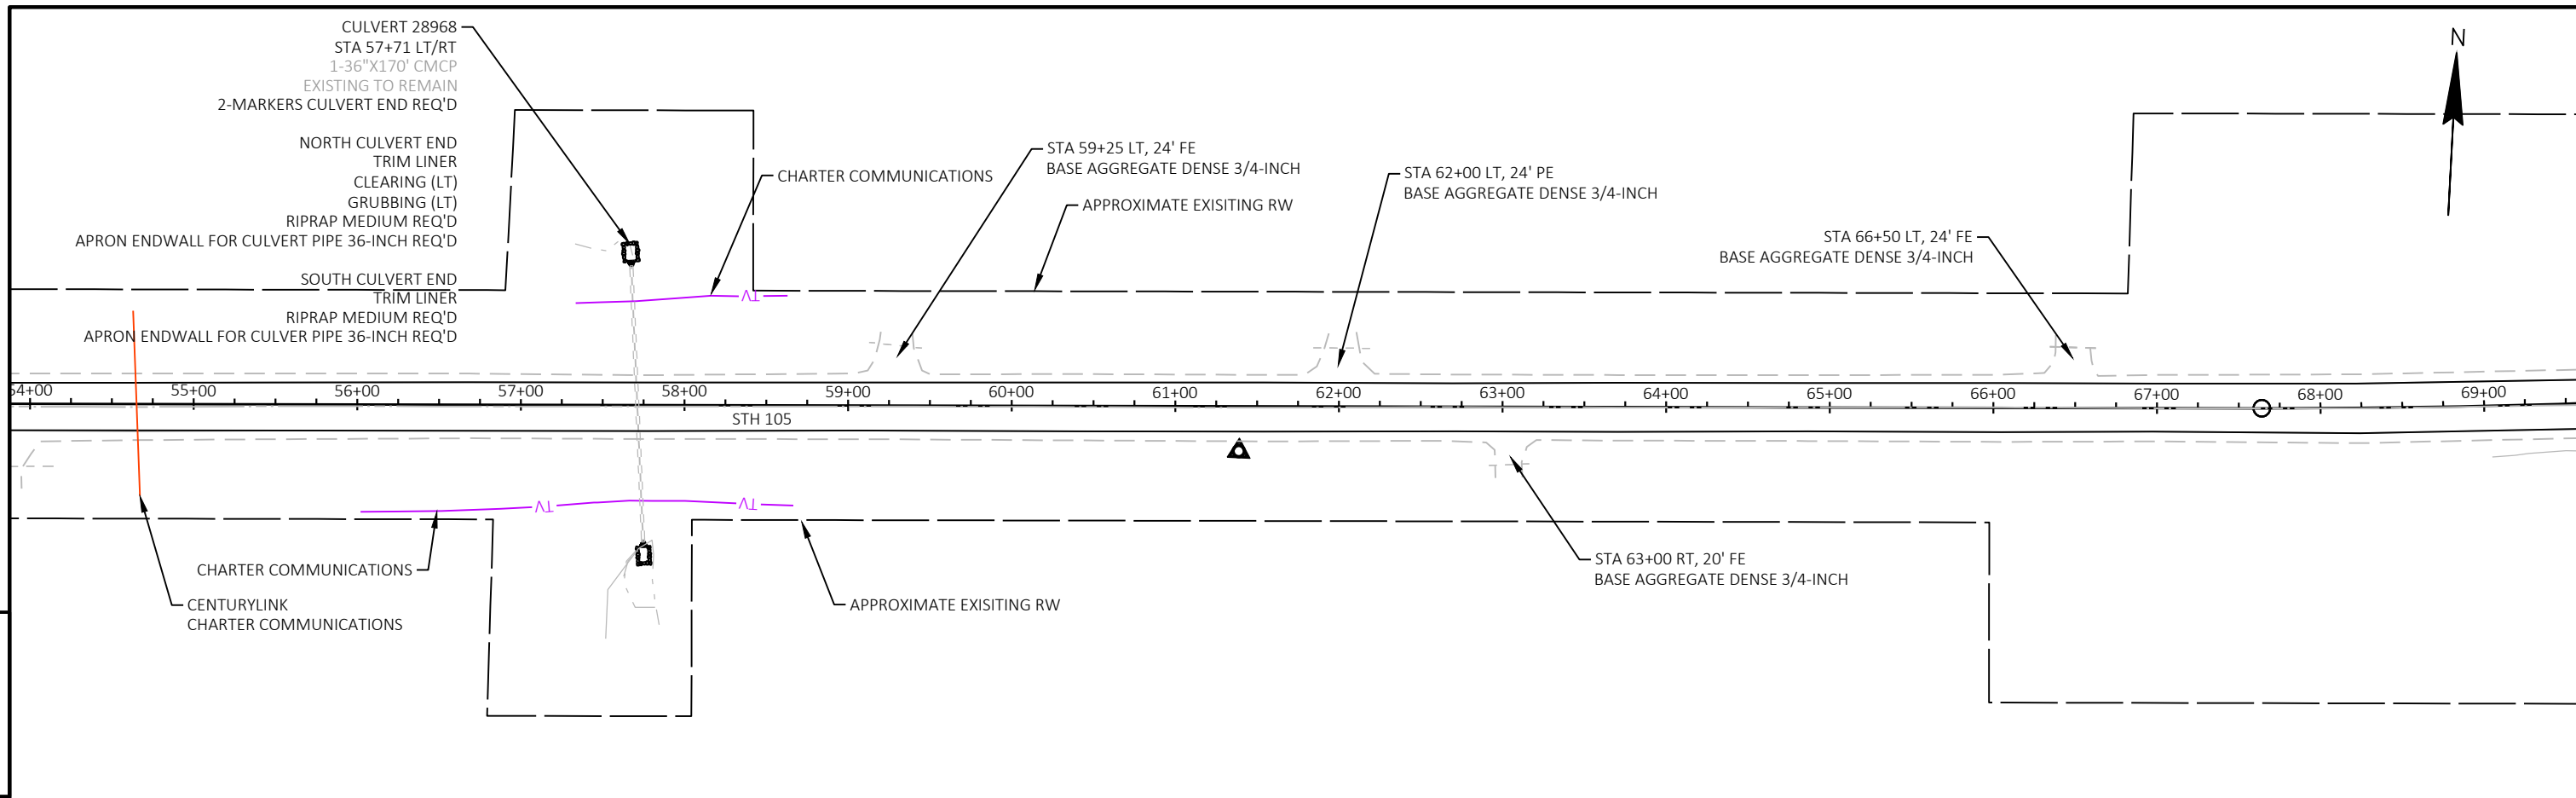 CULVERT 28968
STA 57+71 LT/RT
1-36"X170' CMCP
EXISTING TO REMAIN
2-MARKERS CULVERT END REQ'D
NORTH CULVERT END
TRIM LINER
CLEARING (LT)
GRUBBING (LT)
RIPRAP MEDIUM REQ'D
APRON ENDWALL FOR CULVERT PIPE 36-INCH REQ'D
SOUTH CULVERT END
TRIM LINER
RIPRAP MEDIUM REQ'D
APRON ENDWALL FOR CULVER PIPE 36-INCH REQ'D
CHARTER COMMUNICATIONS
STA 59+25 LT, 24' FE
BASE AGGREGATE DENSE 3/4-INCH
APPROXIMATE EXISITING RW
STA 62+00 LT, 24' PE
BASE AGGREGATE DENSE 3/4-INCH
STA 66+50 LT, 24' FE
BASE AGGREGATE DENSE 3/4-INCH
N
TV
54+00 55+00 56+00 57+00 58+00 59+00 60+00 61+00 62+00 63+00 64+00 65+00 66+00 67+00 68+00 69+00
STH 105
TV TV
CHARTER COMMUNICATIONS
CENTURYLINK
CHARTER COMMUNICATIONS
APPROXIMATE EXISITING RW
STA 63+00 RT, 20' FE
BASE AGGREGATE DENSE 3/4-INCH